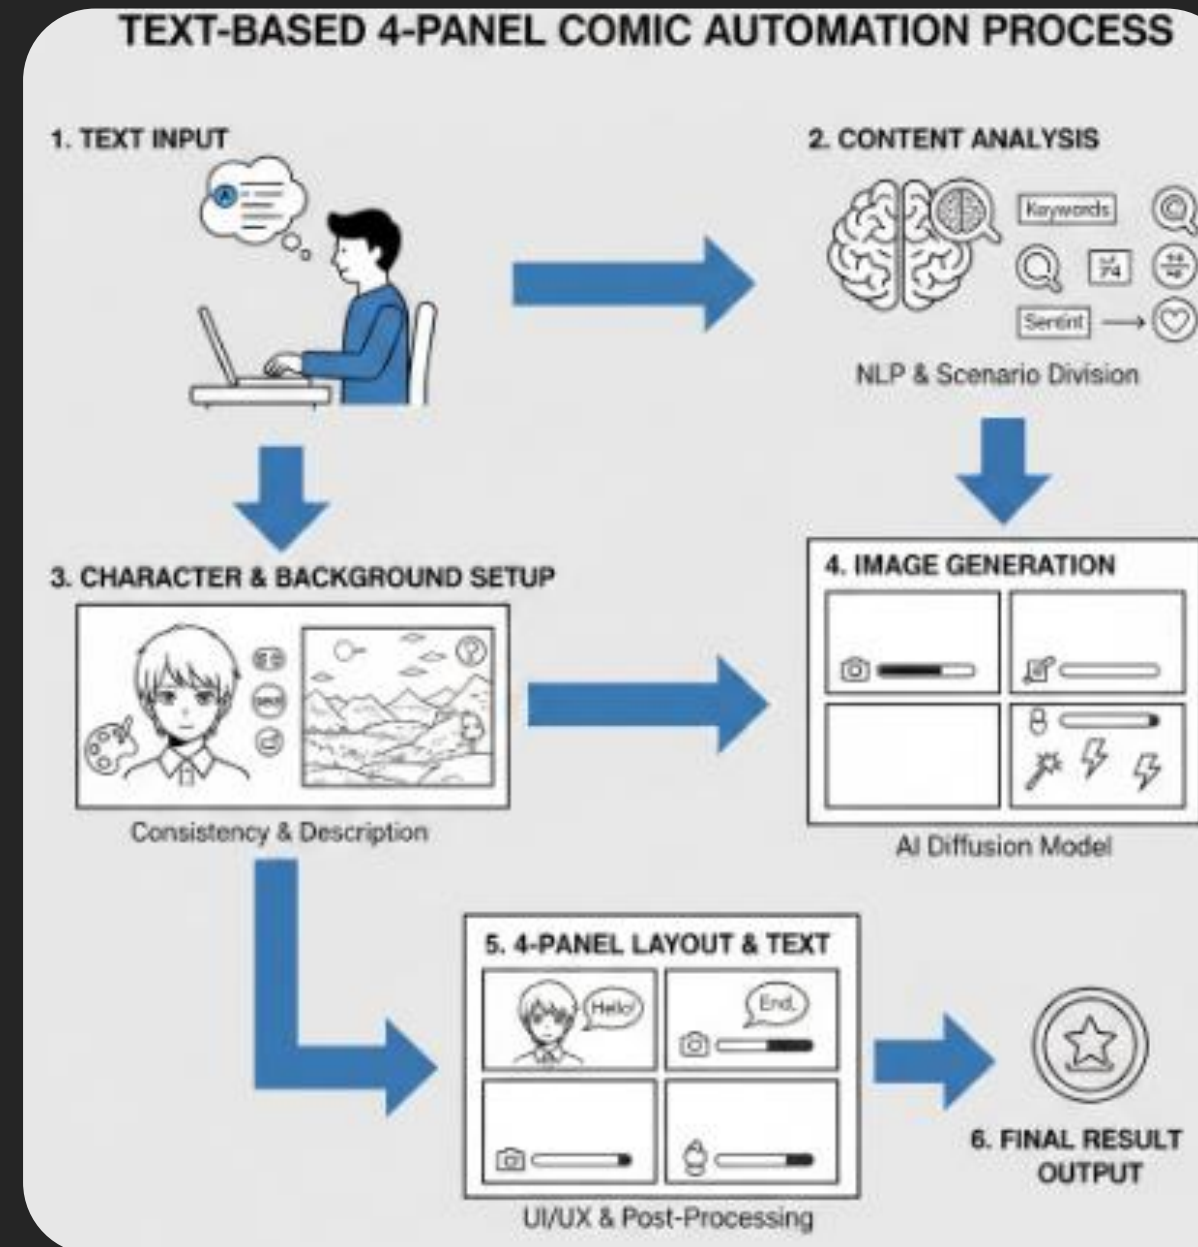 TEXT-BASED 4-PANEL COMIC AUTOMATION PROCESS
1. TEXT INPUT
2. CONTENT ANALYSIS
Keywords
74
Sentint
NLP & Scenario Division
3. CHARACTER & BACKGROUND SETUP
Consistency & Description
4. IMAGE GENERATION
AI Diffusion Model
5. 4-PANEL LAYOUT & TEXT
Hello!
End.
UI/UX & Post-Processing
6. FINAL RESULT
OUTPUT